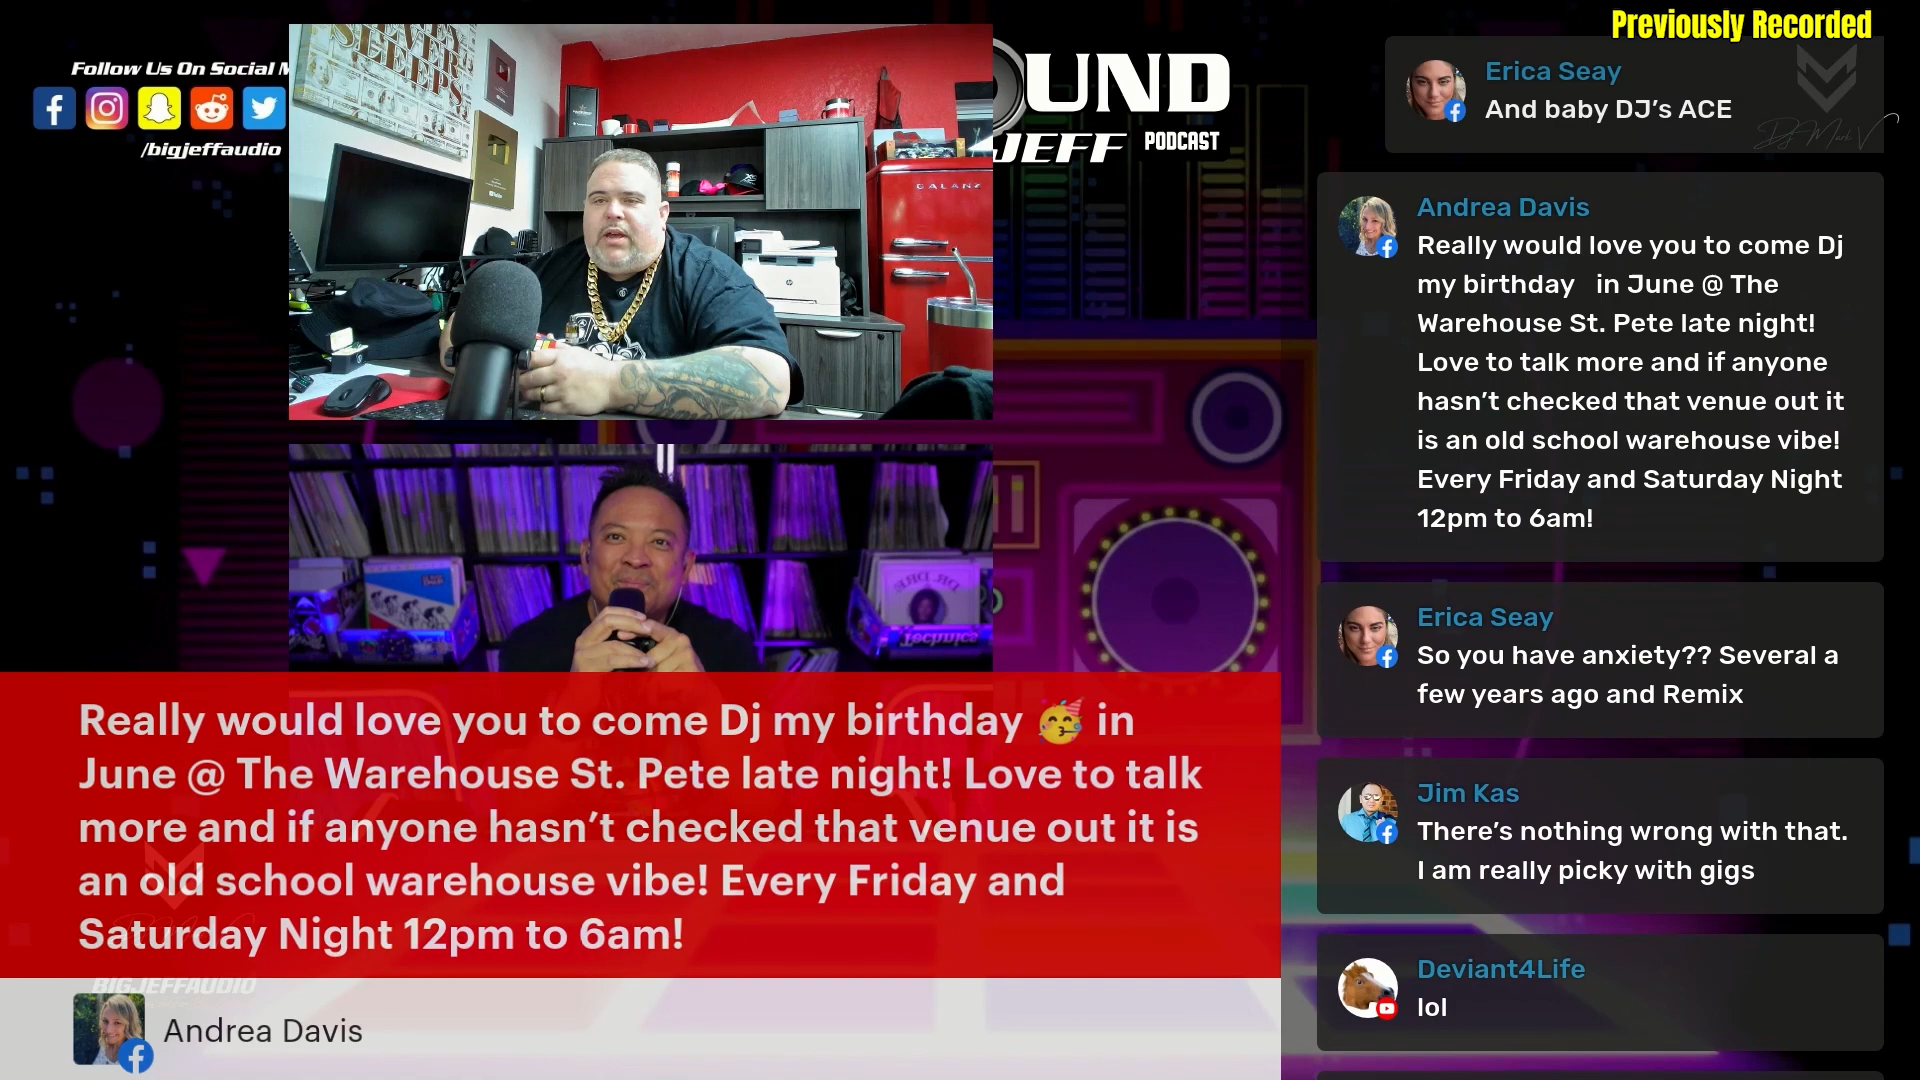 Previously Recorded
Follow Us On Social M
/bigjeffaudio
NEVER
SLEEPS
GALANZ
hp
UND
JEFF PODCAST
Erica Seay
And baby DJ’s ACE
Dj Mark V
Andrea Davis
Really would love you to come Dj
my birthday in June @ The
Warehouse St. Pete late night!
Love to talk more and if anyone
hasn’t checked that venue out it
is an old school warehouse vibe!
Every Friday and Saturday Night
12pm to 6am!
Erica Seay
So you have anxiety?? Several a
few years ago and Remix
Jim Kas
There’s nothing wrong with that.
I am really picky with gigs
Deviant4Life
lol
Technics
Really would love you to come Dj my birthday 🥳 in
June @ The Warehouse St. Pete late night! Love to talk
more and if anyone hasn’t checked that venue out it is
an old school warehouse vibe! Every Friday and
Saturday Night 12pm to 6am!
BIGJEFFAUDIO
Andrea Davis